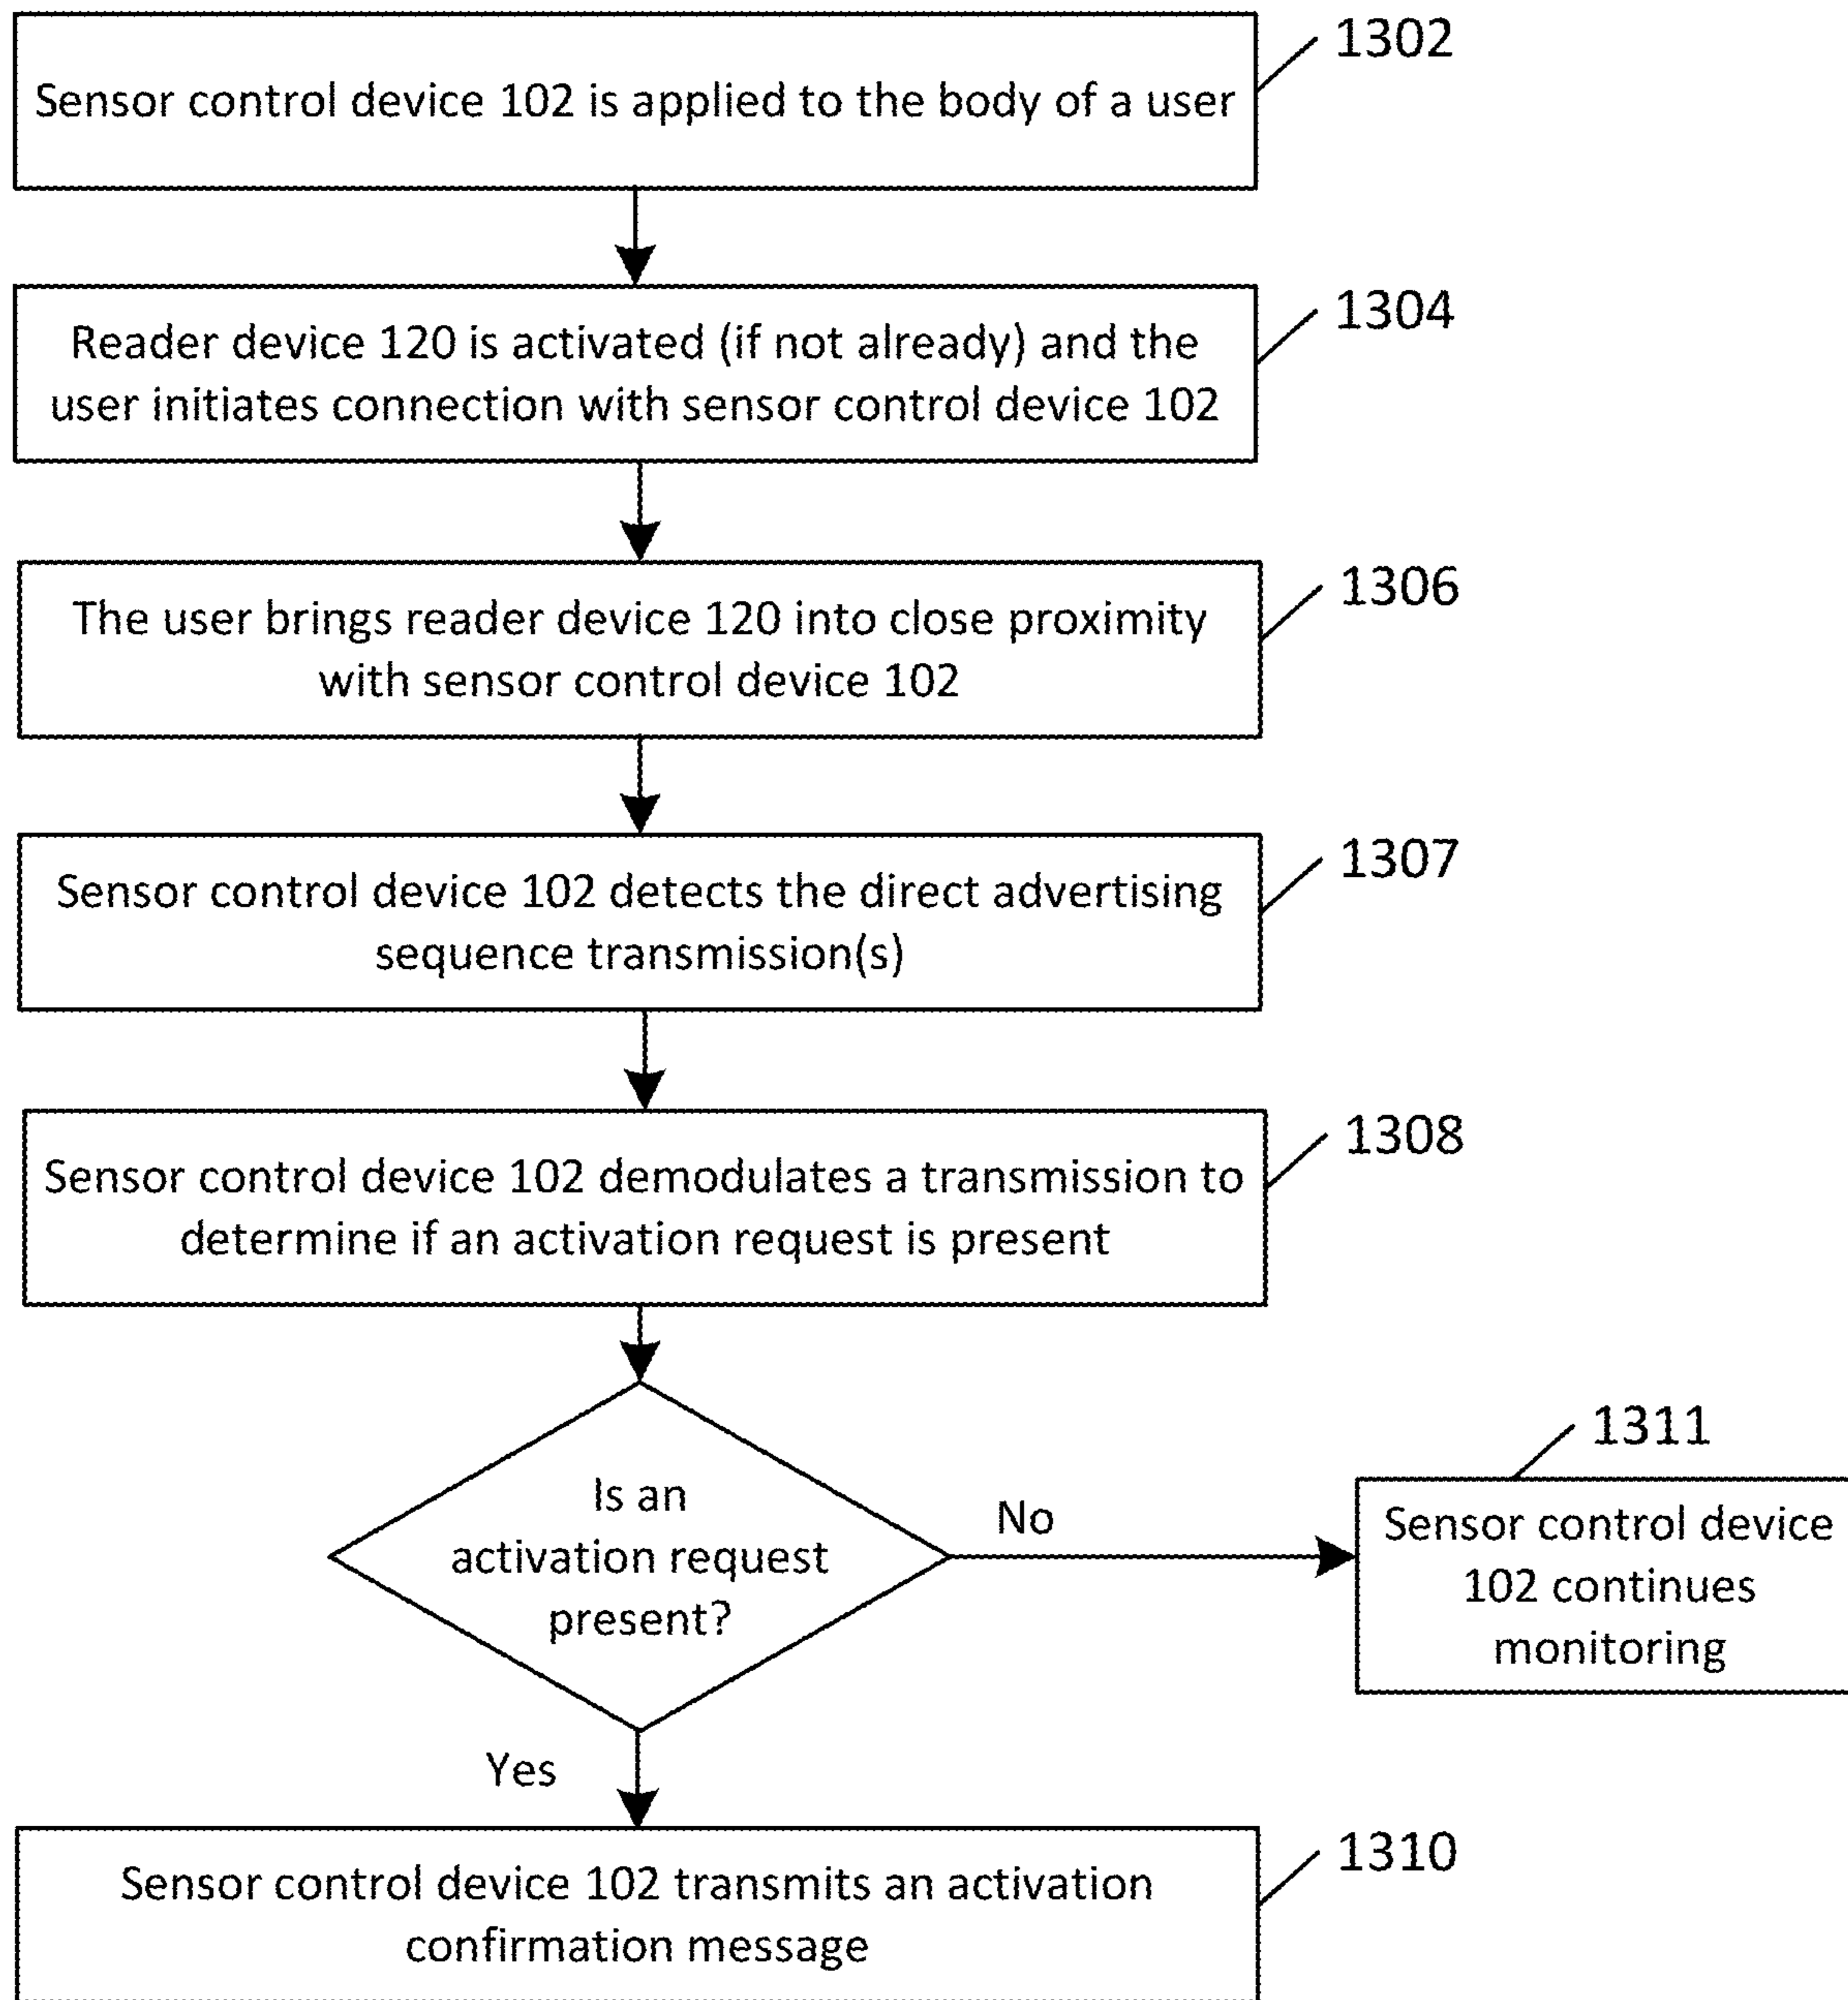 1302
Sensor control device 102 is applied to the body of a user
1304
Reader device 120 is activated (if not already) and the
user initiates connection with sensor control device 102
1306
The user brings reader device 120 into close proximity
with sensor control device 102
1307
Sensor control device 102 detects the direct advertising
sequence transmission(s)
1308
Sensor control device 102 demodulates a transmission to
determine if an activation request is present
Is an
activation request
present?
No
1311
Sensor control device
102 continues
monitoring
Yes
1310
Sensor control device 102 transmits an activation
confirmation message